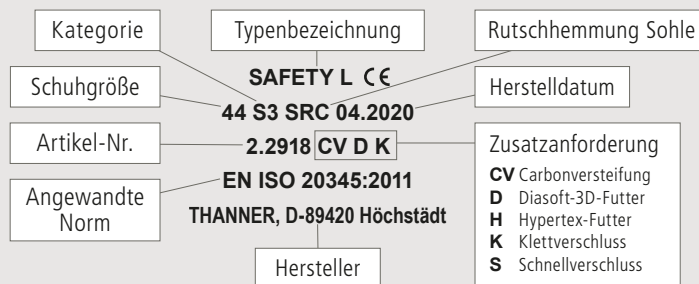 Kategorie
Typenbezeichnung
Rutschhemmung Sohle
SAFETY L CE
Schuhgröße
Herstelldatum
44 S3 SRC 04.2020
Artikel-Nr.
2.2918 CV D K
Angewandte
Norm
EN ISO 20345:2011
THANNER, D-89420 Höchstädt
Hersteller
Zusatzanforderung
CV Carbonversteifung
D Diasoft-3D-Futter
H Hypertex-Futter
K Klettverschluss
S Schnellverschluss